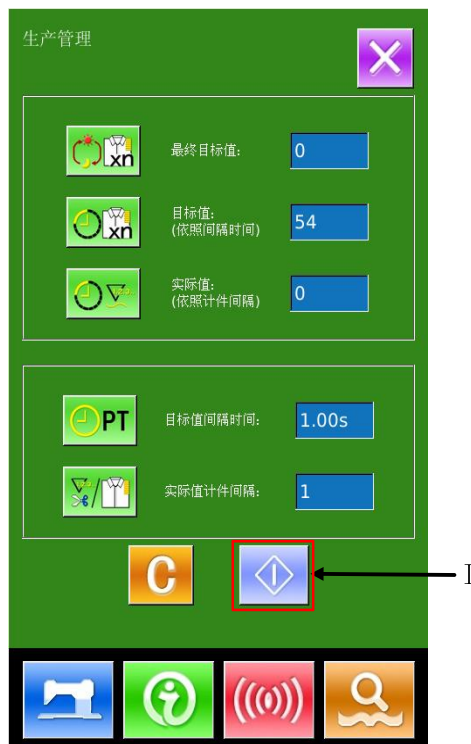 生产管理
xn
最终目标值:
0
xn
目标值:
(依照间隔时间)
54
实际值:
(依照计件间隔)
0
PT
目标值间隔时间:
1.00s
实际值计件间隔:
1
C